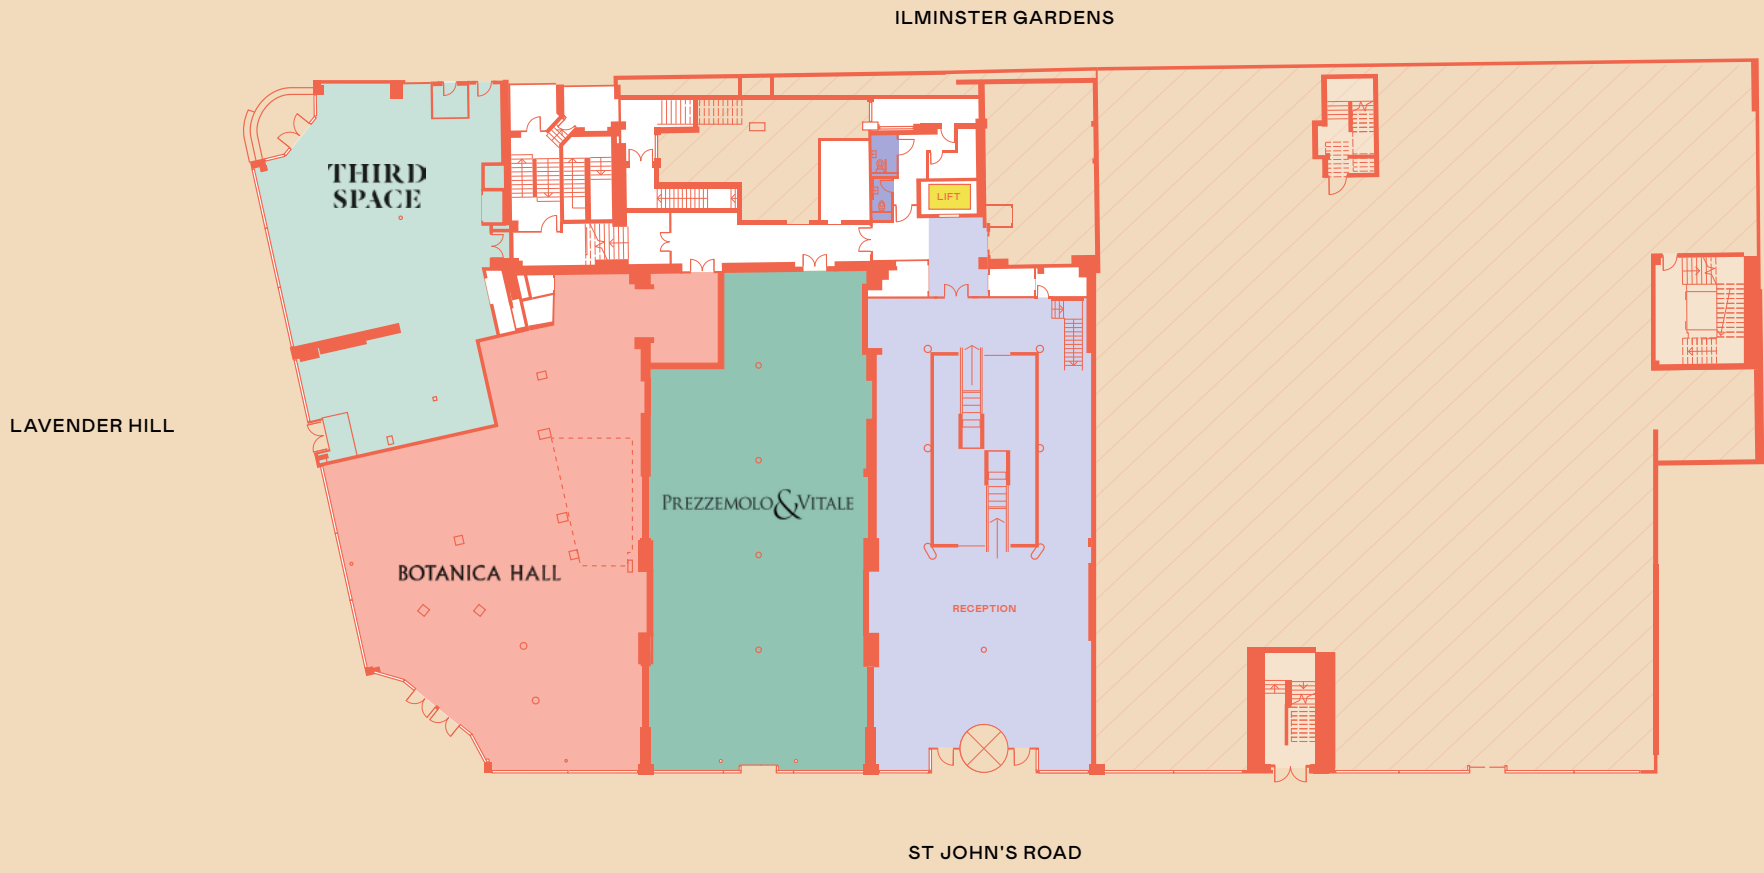 ILMINSTER GARDENS
THIRD
SPACE
LIFT
LAVENDER HILL
PREZZEMOLO & VITALE
BOTANICA HALL
RECEPTION
ST JOHN'S ROAD